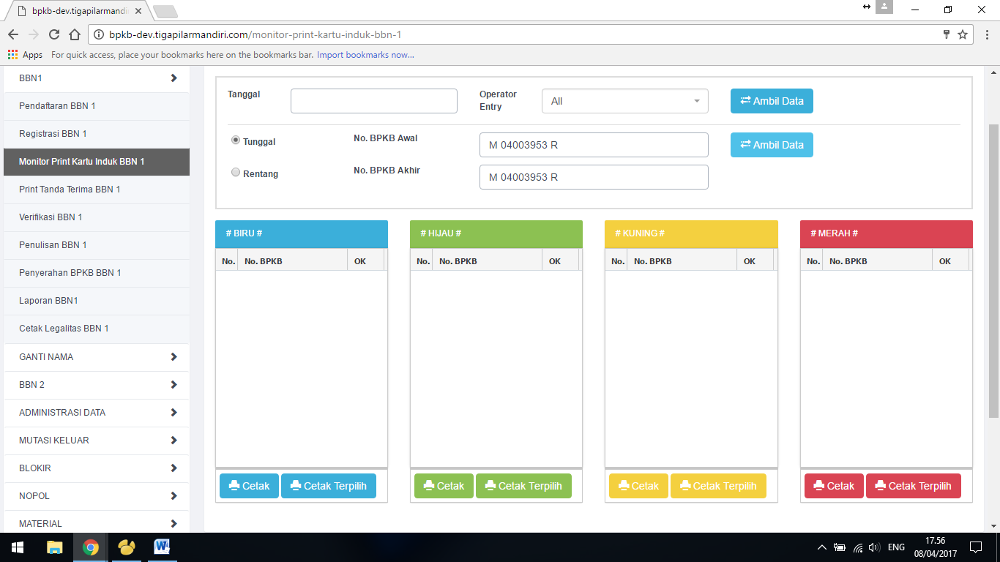 bpkb-dev.tigapilarmandi
bpkb-dev.tigapilarmandiri.com/monitor-print-kartu-induk-bbn-1
Apps For quick access, place your bookmarks here on the bookmarks bar. Import bookmarks now...
BBN1
Pendaftaran BBN 1
Registrasi BBN 1
Monitor Print Kartu Induk BBN 1
Print Tanda Terima BBN 1
Verifikasi BBN 1
Penulisan BBN 1
Penyerahan BPKB BBN 1
Laporan BBN1
Cetak Legalitas BBN 1
GANTI NAMA
BBN 2
ADMINISTRASI DATA
MUTASI KELUAR
BLOKIR
NOPOL
MATERIAL
Tanggal
Operator
Entry
All
Ambil Data
Tunggal
No. BPKB Awal
M 04003953 R
Ambil Data
Rentang
No. BPKB Akhir
M 04003953 R
# BIRU #
No. No. BPKB OK
Cetak Cetak Terpilih
# HIJAU #
No. No. BPKB OK
Cetak Cetak Terpilih
# KUNING #
No. No. BPKB OK
Cetak Cetak Terpilih
# MERAH #
No. No. BPKB OK
Cetak Cetak Terpilih
ENG
17.56
08/04/2017